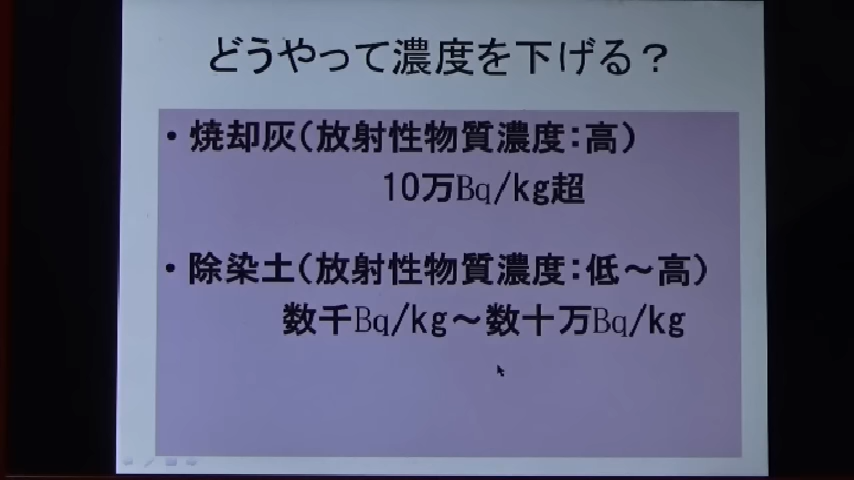 どうやって濃度を下げる？
・焼却灰（放射性物質濃度：高）
10万Bq/kg超
・除染土（放射性物質濃度：低～高）
数千Bq/kg～数十万Bq/kg